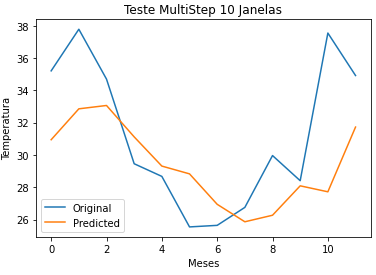 Teste MultiStep 10 Janelas
Temperatura
38
36
34
32
30
28
26
Original
Predicted
0 2 4 6 8 10
Meses